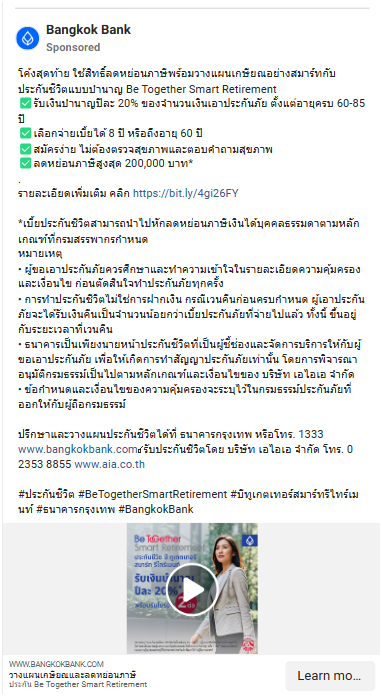 Bangkok Bank
Sponsored
โค้งสุดท้าย ใช้สิทธิ์ลดหย่อนภาษีพร้อมวางแผนเกษียณอย่างสมาร์ทกับ
ประกันชีวิตแบบบำนาญ Be Together Smart Retirement
✅รับเงินบำนาญปีละ 20% ของจำนวนเงินเอาประกันภัย ตั้งแต่อายุครบ 60-85
ปี
✅เลือกจ่ายเบี้ยได้ 8 ปี หรือถึงอายุ 60 ปี
✅สมัครง่าย ไม่ต้องตรวจสุขภาพและตอบคำถามสุขภาพ
✅ลดหย่อนภาษีสูงสุด 200,000 บาท*
.
รายละเอียดเพิ่มเติม คลิก https://bit.ly/4gi26FY
*เบี้ยประกันชีวิตสามารถนำไปหักลดหย่อนภาษีเงินได้บุคคลธรรมดาตามหลัก
เกณฑ์ที่กรมสรรพากรกำหนด
หมายเหตุ
• ผู้ขอเอาประกันภัยควรศึกษาและทำความเข้าใจในรายละเอียดความคุ้มครอง
และเงื่อนไข ก่อนตัดสินใจทำประกันภัยทุกครั้ง
• การทำประกันชีวิตไม่ใช่การฝากเงิน กรณีเวนคืนก่อนครบกำหนด ผู้เอาประกัน
ภัยจะได้รับเงินคืนเป็นจำนวนน้อยกว่าเบี้ยประกันภัยที่จ่ายไปแล้ว ทั้งนี้ ขึ้นอยู่
กับระยะเวลาที่เวนคืน
• ธนาคารเป็นเพียงนายหน้าประกันชีวิตที่เป็นผู้ชี้ช่องและจัดการบริการให้กับผู้
ขอเอาประกันภัย เพื่อให้เกิดการทำสัญญาประกันภัยเท่านั้น โดยการพิจารณา
อนุมัติกรมธรรม์เป็นไปตามหลักเกณฑ์และเงื่อนไขของ บริษัท เอไอเอ จำกัด
• ข้อกำหนดและเงื่อนไขของความคุ้มครองจะระบุไว้ในกรมธรรม์ประกันภัยที่
ออกให้กับผู้ถือกรมธรรม์
ปรึกษาและวางแผนประกันชีวิตได้ที่ ธนาคารกรุงเทพ หรือโทร. 1333
www.bangkokbank.com/รับประกันชีวิตโดย บริษัท เอไอเอ จำกัด โทร. 0
2353 8855 www.aia.co.th
#ประกันชีวิต #BeTogetherSmartRetirement #บีทูเกตเทอร์สมาร์ทรีไทร์เม
นท์ #ธนาคารกรุงเทพ #BangkokBank
Be Together
Smart Retirement
ประกันชีวิต บี ทูเกตเตอร์
สมาร์ท รีไทร์เมนท์
รับเงินบำนาญ
ปีละ 20%
2 ต่อ
WWW.BANGKOKBANK.COM
วางแผนเกษียณและลดหย่อนภาษี
ประกัน Be Together Smart Retirement
Learn mo...